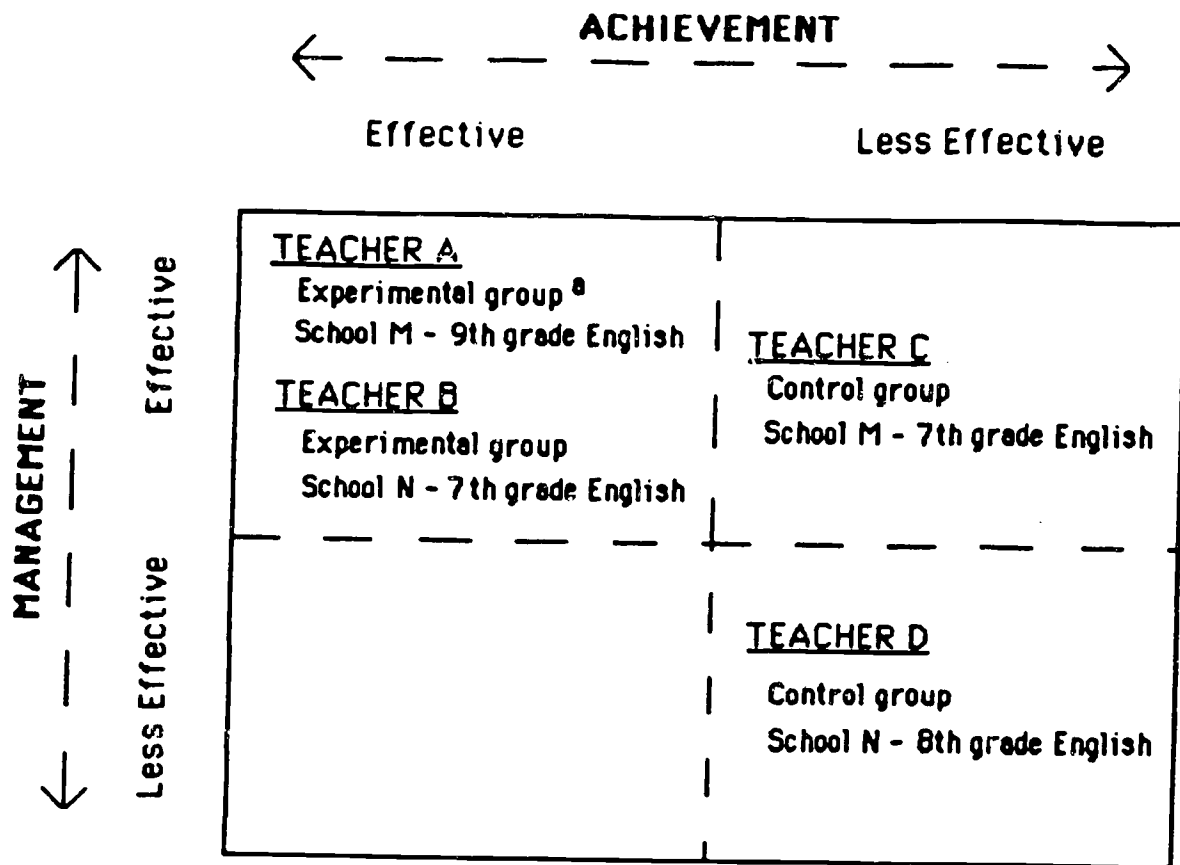 ACHIEVEMENT
Effective
Less Effective
MANAGEMENT
Effective
Less Effective
TEACHER A
Experimental group a
School M - 9th grade English
TEACHER B
Experimental group
School N - 7th grade English
TEACHER C
Control group
School M - 7th grade English
TEACHER D
Control group
School N - 8th grade English